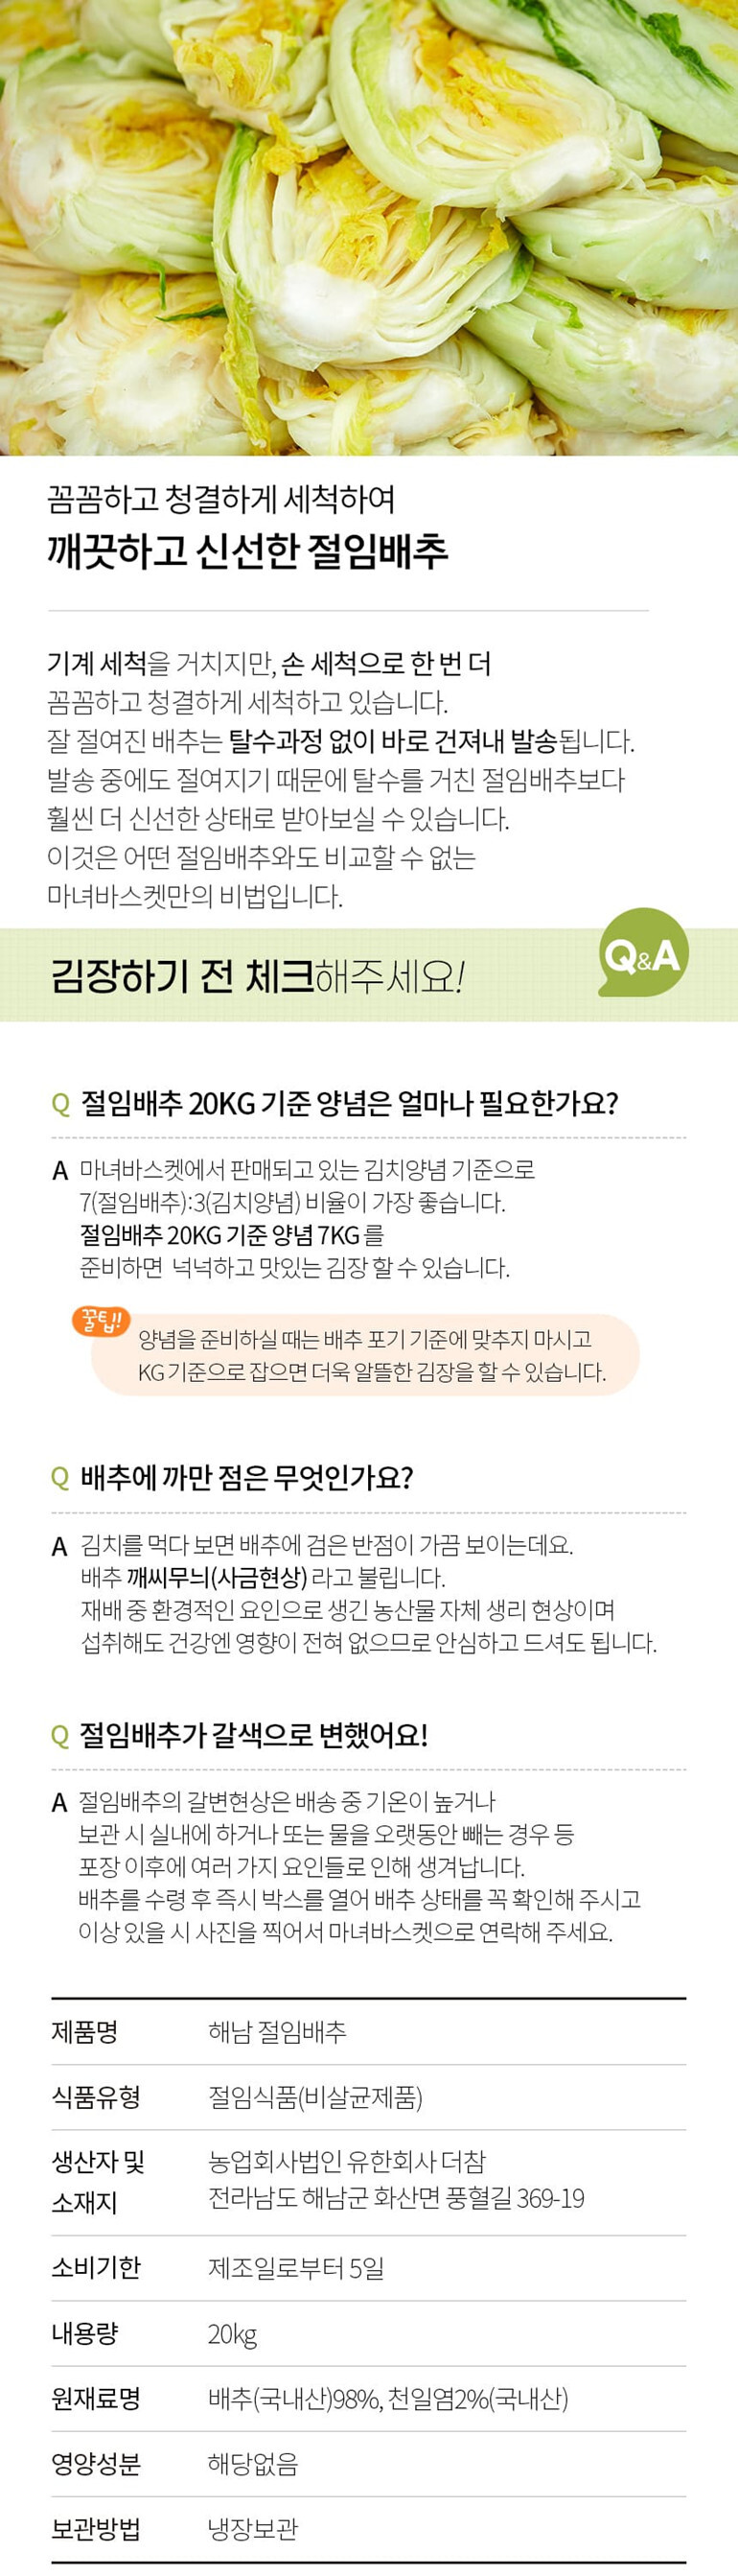 꼼꼼하고 청결하게 세척하여
깨끗하고 신선한 절임배추
기계 세척을 거치지만, 손 세척으로 한 번 더
꼼꼼하고 청결하게 세척하고 있습니다.
잘 절여진 배추는 탈수과정 없이 바로 건져내 발송됩니다.
발송 중에도 절여지기 때문에 탈수를 거친 절임배추보다
훨씬 더 신선한 상태로 받아보실 수 있습니다.
이것은 어떤 절임배추와도 비교할 수 없는
마녀바스켓만의 비법입니다.
김장하기 전 체크해주세요!
Q&A
Q 절임배추 20KG 기준 양념은 얼마나 필요한가요?
A 마녀바스켓에서 판매되고 있는 김치양념 기준으로
7(절임배추):3(김치양념) 비율이 가장 좋습니다.
절임배추 20KG 기준 양념 7KG 를
준비하면 넉넉하고 맛있는 김장 할 수 있습니다.
꿀팁!!
양념을 준비하실 때는 배추 포기 기준에 맞추지 마시고
KG 기준으로 잡으면 더욱 알뜰한 김장을 할 수 있습니다.
Q 배추에 까만 점은 무엇인가요?
A 김치를 먹다 보면 배추에 검은 반점이 가끔 보이는데요.
배추 깨씨무늬(사금현상) 라고 불립니다.
재배 중 환경적인 요인으로 생긴 농산물 자체 생리 현상이며
섭취해도 건강엔 영향이 전혀 없으므로 안심하고 드셔도 됩니다.
Q 절임배추가 갈색으로 변했어요!
A 절임배추의 갈변현상은 배송 중 기온이 높거나
보관 시 실내에 하거나 또는 물을 오랫동안 빼는 경우 등
포장 이후에 여러 가지 요인들로 인해 생겨납니다.
배추를 수령 후 즉시 박스를 열어 배추 상태를 꼭 확인해 주시고
이상 있을 시 사진을 찍어서 마녀바스켓으로 연락해 주세요.
제품명 해남 절임배추
식품유형 절임식품(비살균제품)
생산자 및 농업회사법인 유한회사 더참
소재지 전라남도 해남군 화산면 풍혈길 369-19
소비기한 제조일로부터 5일
내용량 20kg
원재료명 배추(국내산)98%, 천일염2%(국내산)
영양성분 해당없음
보관방법 냉장보관